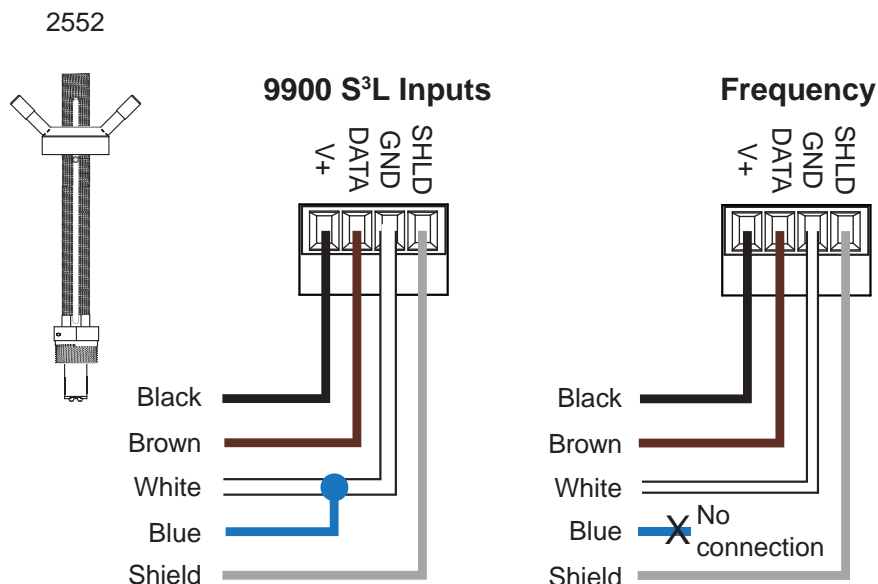 2552
9900 S³L Inputs
V+
DATA
GND
SHLD
Black
Brown
White
Blue
Shield
Frequency
V+
DATA
GND
SHLD
Black
Brown
White
Blue
X
No
connection
Shield